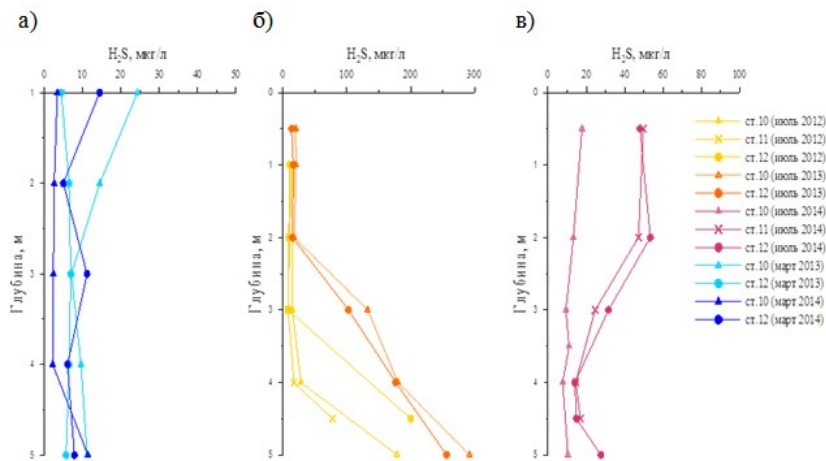 а)
H₂S, мкг/л
0 10 20 30 40 50
Глубина, м
1
2
3
4
5
б)
H₂S, мкг/л
0 100 200 300
Глубина, м
0
1
2
3
4
5
в)
H₂S, мкг/л
0 20 40 60 80 100
Глубина, м
0
1
2
3
4
5
ст.10 (июль 2012)
ст.11 (июль 2012)
ст.12 (июль 2012)
ст.10 (июль 2013)
ст.12 (июль 2013)
ст.10 (июль 2014)
ст.11 (июль 2014)
ст.12 (июль 2014)
ст.10 (март 2013)
ст.12 (март 2013)
ст.10 (март 2014)
ст.12 (март 2014)